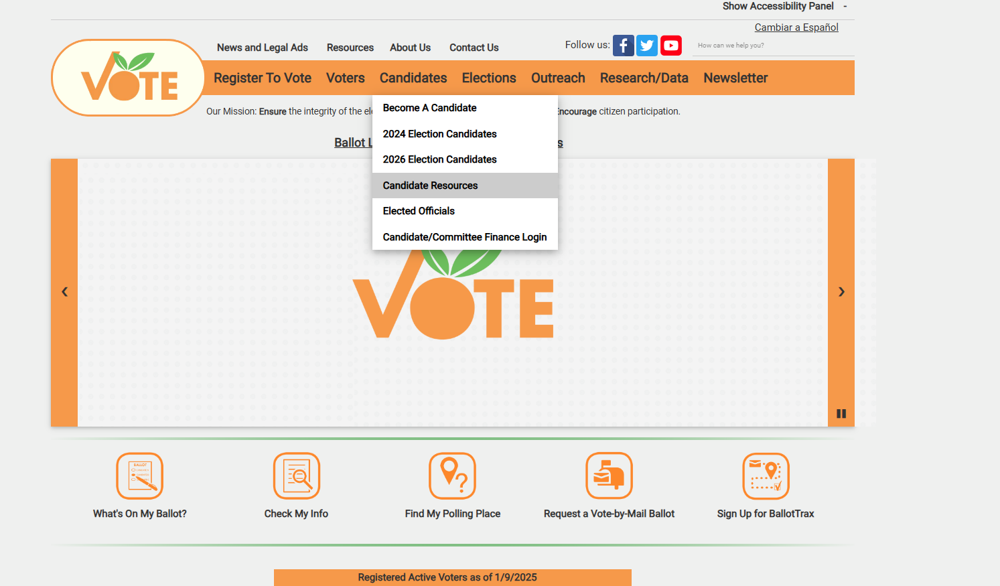 Show Accessibility Panel -
Cambiar a Español
News and Legal Ads Resources About Us Contact Us Follow us: How can we help you?
VOTE
Register To Vote Voters Candidates Elections Outreach Research/Data Newsletter
Our Mission: Ensure the integrity of the Encourage citizen participation.
Become A Candidate
2024 Election Candidates
Ballot
2026 Election Candidates
Candidate Resources
Elected Officials
Candidate/Committee Finance Login
VOTE
BALLOT
What's On My Ballot? Check My Info Find My Polling Place Request a Vote-by-Mail Ballot Sign Up for BallotTrax
Registered Active Voters as of 1/9/2025